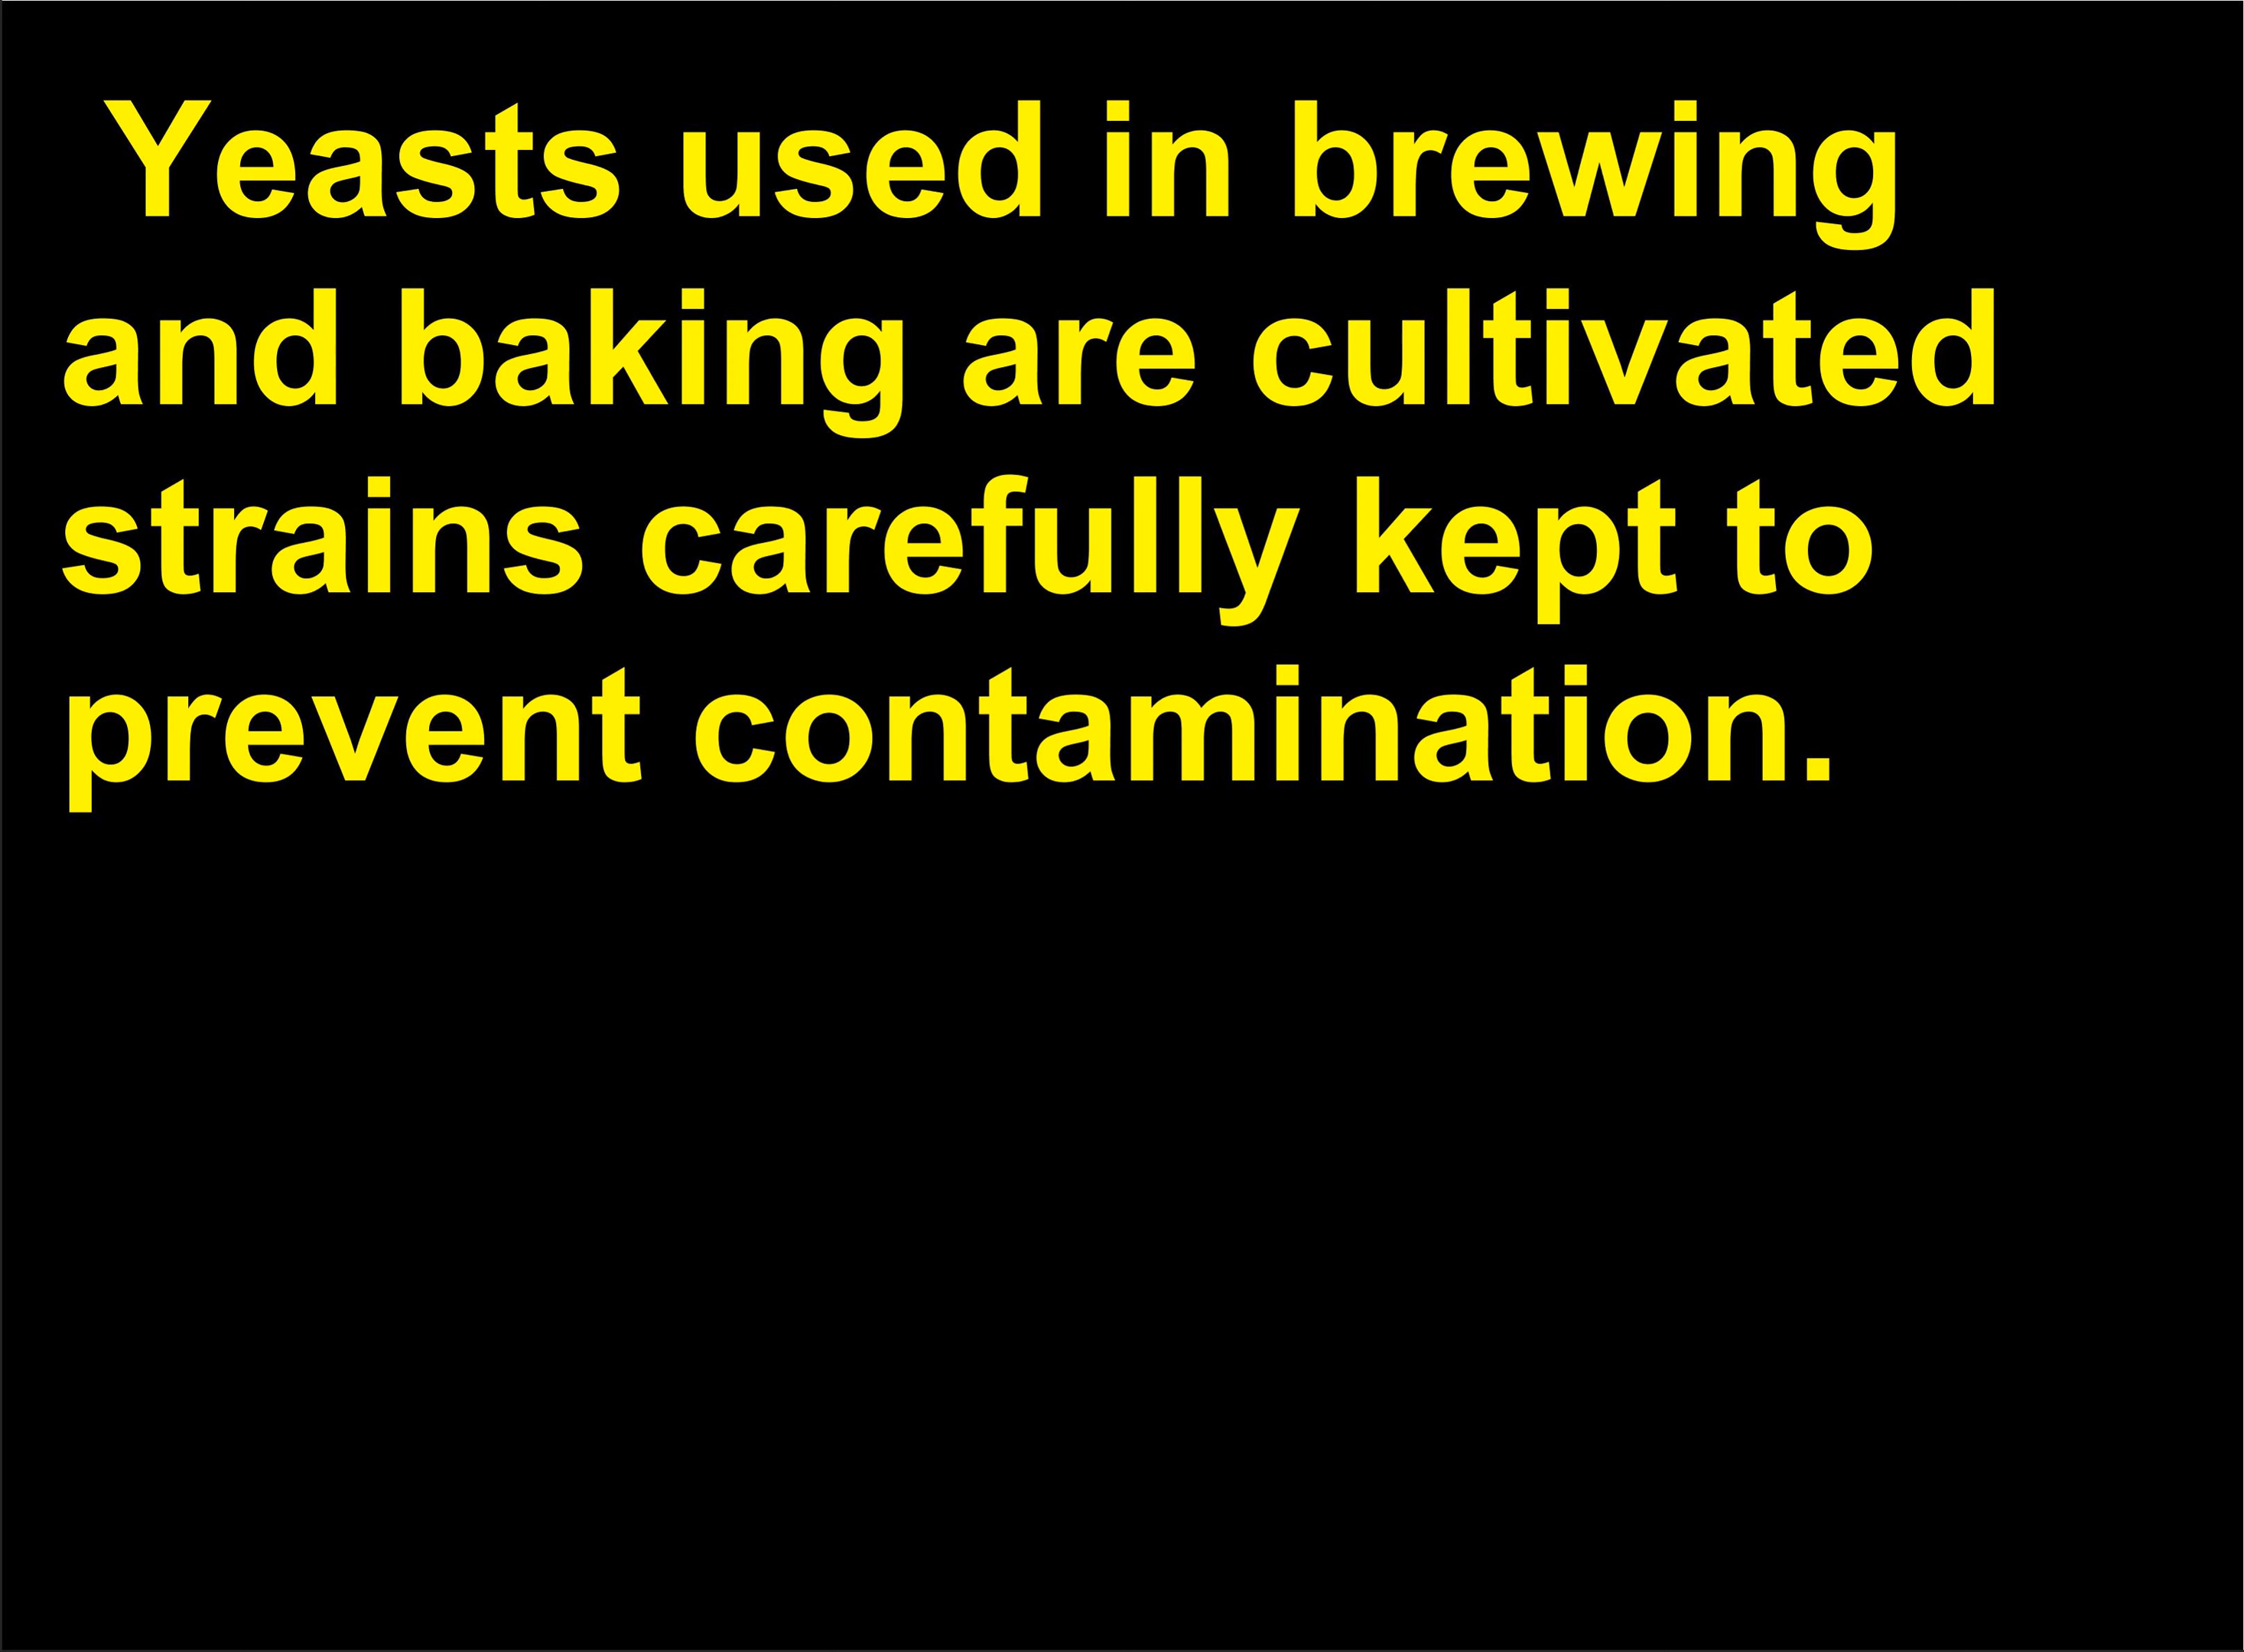 Yeasts used in brewing
and baking are cultivated
strains carefully kept to
prevent contamination.